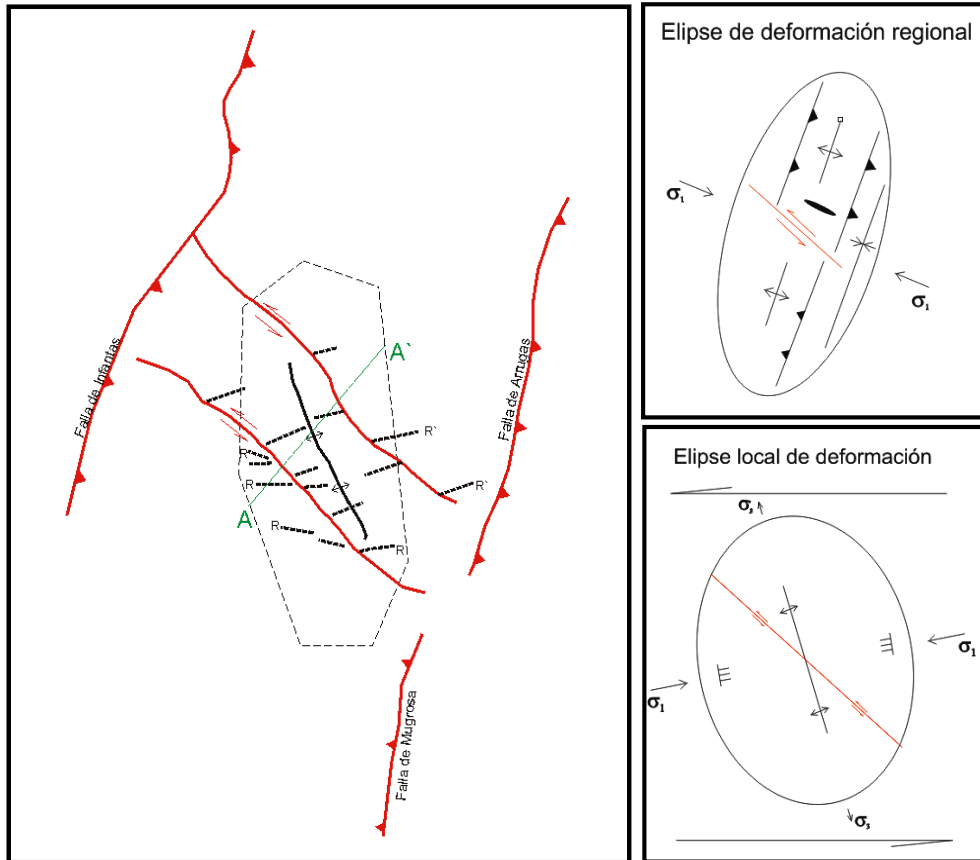 Falla de Infantas
Falla de Arrugas
Falla de Mugrosa
A`
A
R`
R
R
R`
R
R
Elipse de deformación regional
σ₁
σ₁
Elipse local de deformación
σ₃
σ₁
σ₁
σ₃